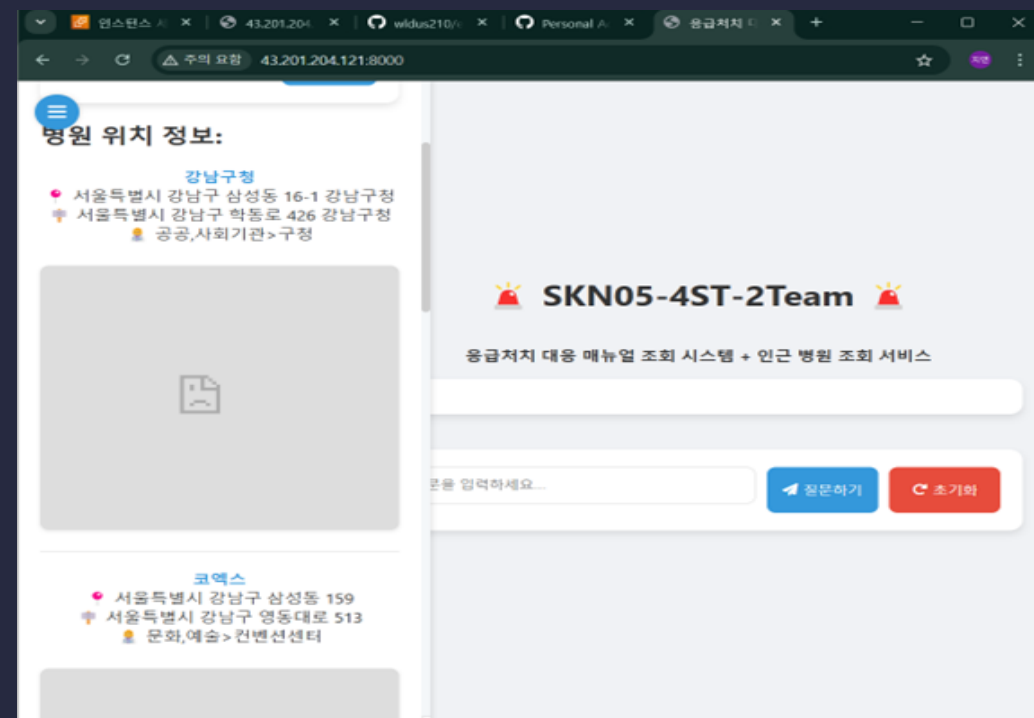 인스턴스
43.201.204.
wldus210/
Personal A
응급처치
주의 요함
43.201.204.121:8000
지연
병원 위치 정보:
강남구청
서울특별시 강남구 삼성동 16-1 강남구청
서울특별시 강남구 학동로 426 강남구청
공공,사회기관>구청
코엑스
서울특별시 강남구 삼성동 159
서울특별시 강남구 영동대로 513
문화,예술>컨벤션센터
SKN05-4ST-2Team
응급처치 대응 매뉴얼 조회 시스템 + 인근 병원 조회 서비스
입력하세요...
질문하기
초기화